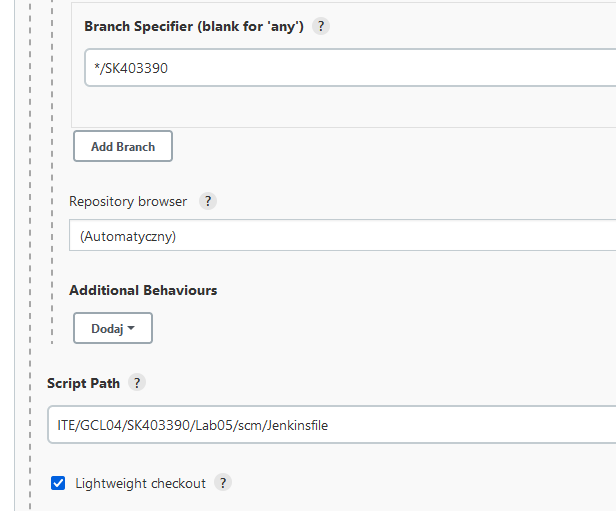 Branch Specifier (blank for 'any') ?
*/SK403390
Add Branch
Repository browser ?
(Automatyczny)
Additional Behaviours
Dodaj
Script Path ?
ITE/GCL04/SK403390/Lab05/scm/Jenkinsfile
Lightweight checkout ?